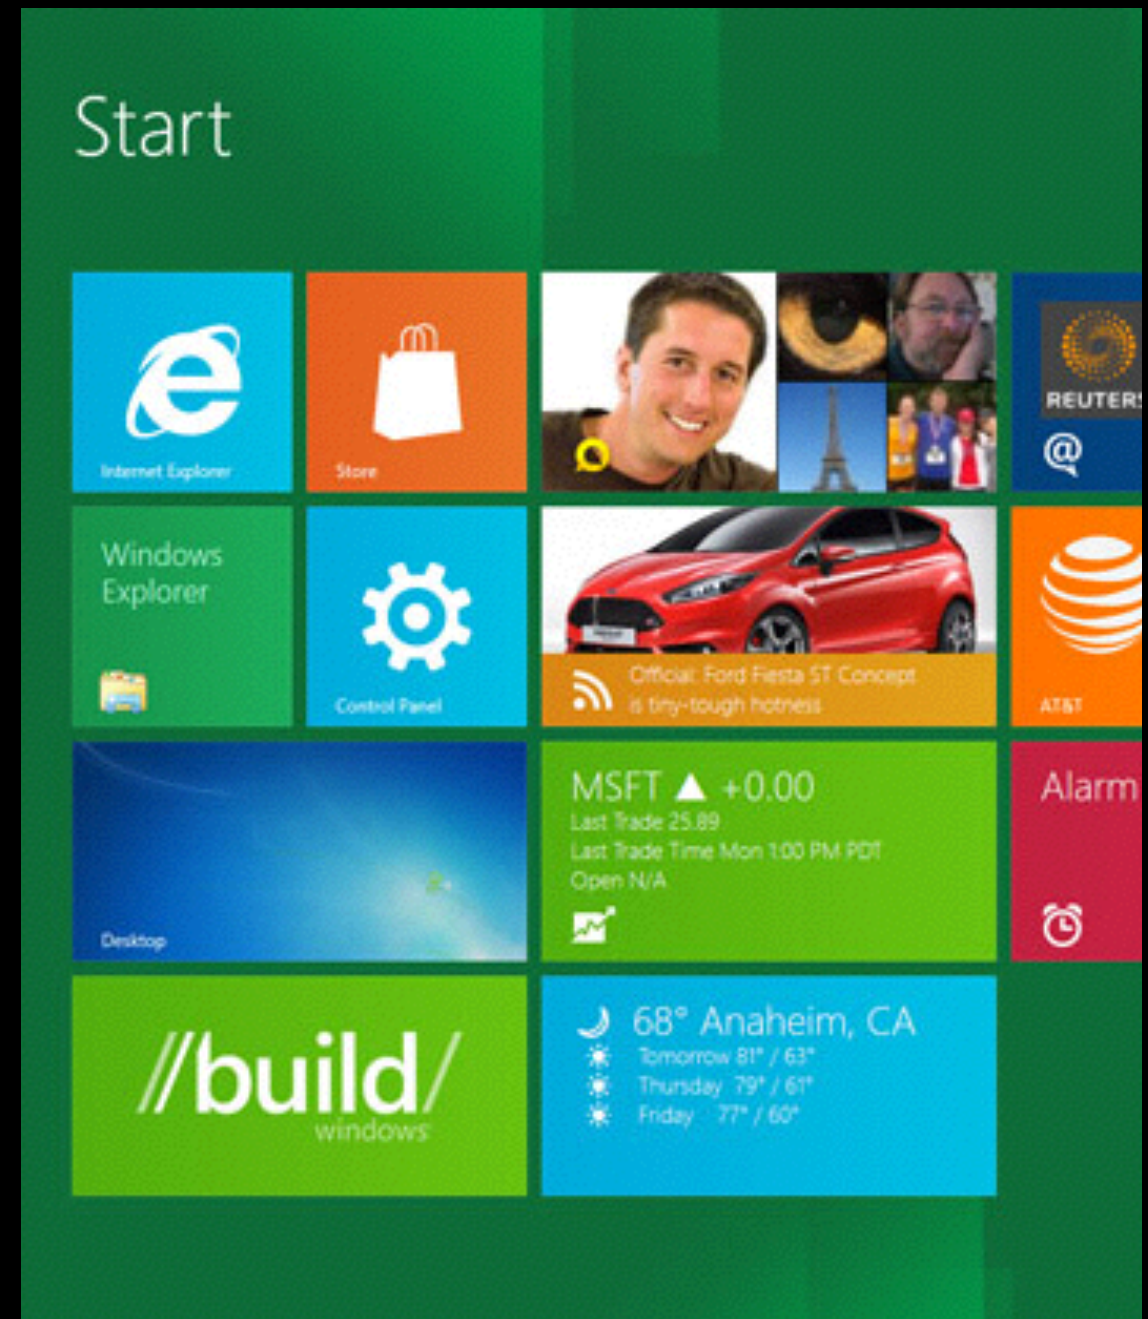 Start
Internet Explorer
Store
REUTERS
@
Windows
Explorer
Control Panel
Official: Ford Fiesta ST Concept
is tiny-tough hotness
AT&T
Desktop
MSFT ▲ +0.00
Last Trade 25.89
Last Trade Time Mon 1:00 PM PDT
Open N/A
Alarm
//build/
windows
68° Anaheim, CA
Tomorrow 81° / 63°
Thursday 79° / 61°
Friday 77° / 60°